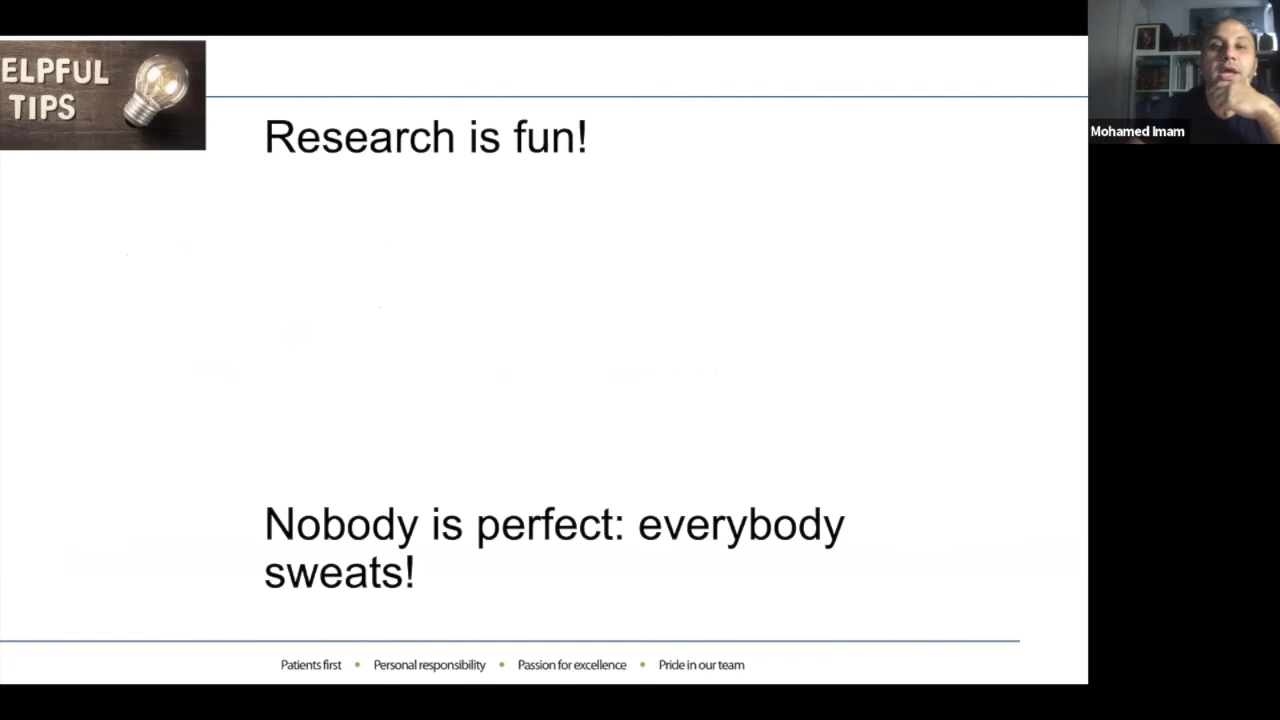 ELPFUL
TIPS
Mohamed Imam
Research is fun!
Nobody is perfect: everybody
sweats!
Patients first • Personal responsibility • Passion for excellence • Pride in our team